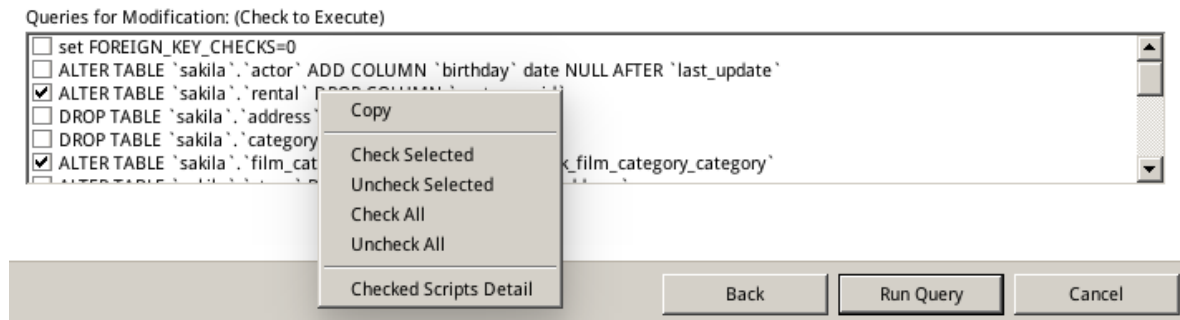 Queries for Modification: (Check to Execute)
set FOREIGN_KEY_CHECKS=0
ALTER TABLE `sakila`.`actor` ADD COLUMN `birthday` date NULL AFTER `last_update`
ALTER TABLE `sakila`.`rental` DROP COLUMN
DROP TABLE `sakila`.`address`
DROP TABLE `sakila`.`category
ALTER TABLE `sakila`.`film_cat
_film_category_category`
Copy
Check Selected
Uncheck Selected
Check All
Uncheck All
Checked Scripts Detail
Back
Run Query
Cancel